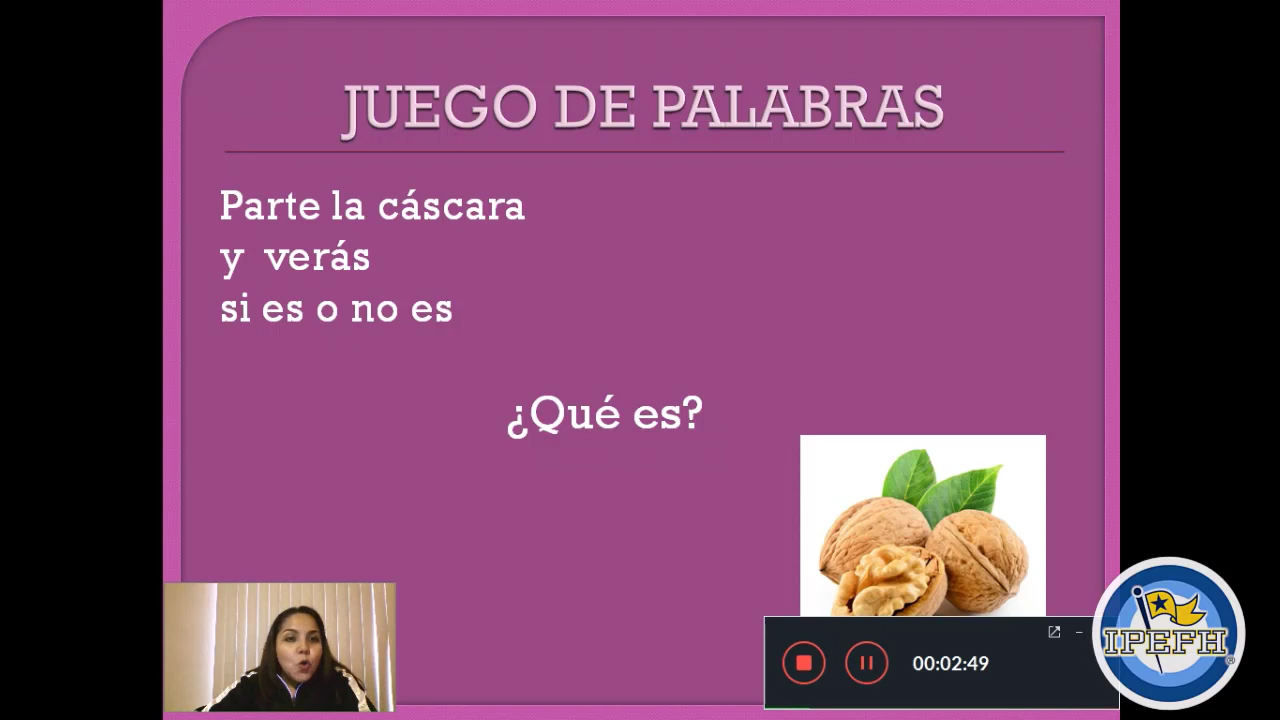 JUEGO DE PALABRAS
Parte la cáscara
y verás
si es o no es
¿Qué es?
00:02:49
IPEFH
®